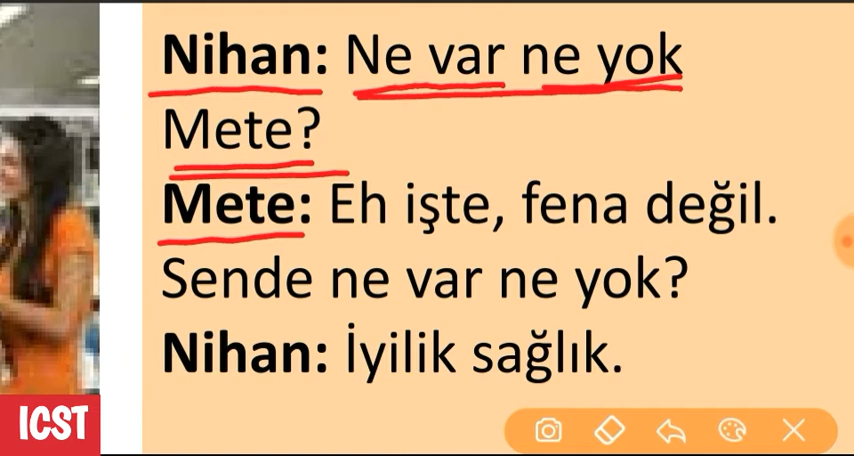 Nihan: Ne var ne yok
Mete?
Mete: Eh işte, fena değil.
Sende ne var ne yok?
Nihan: İyilik sağlık.
ICST